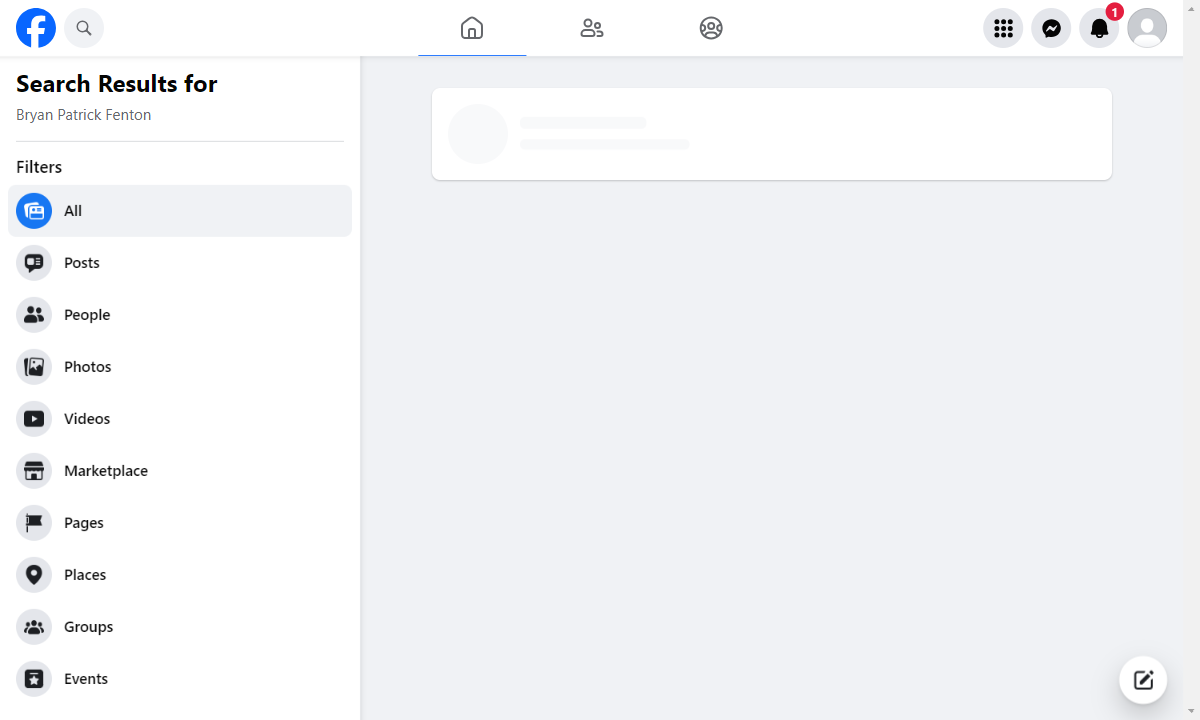 1
Search Results for
Bryan Patrick Fenton
Filters
All
Posts
People
Photos
Videos
Marketplace
Pages
Places
Groups
Events